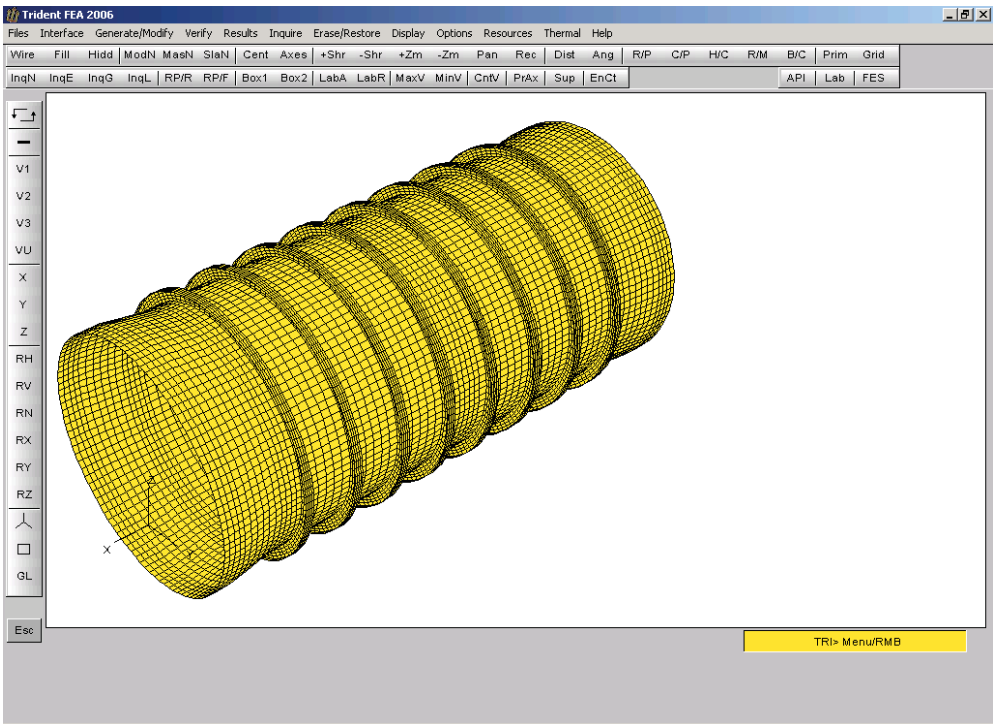 Trident FEA 2006
Files Interface Generate/Modify Verify Results Inquire Erase/Restore Display Options Resources Thermal Help
Wire Fill Hidd ModN MasN SlaN Cent Axes +Shr -Shr +Zm -Zm Pan Rec Dist Ang R/P C/P H/C R/M B/C Prim Grid
InqN InqE InqG InqL RP/R RP/F Box1 Box2 LabA LabR MaxV MinV CntV PrAx Sup EnCt API Lab FES
V1
V2
V3
VU
X
Y
Z
RH
RV
RN
RX
RY
RZ
GL
Z
X
Y
Esc
TRI> Menu/RMB